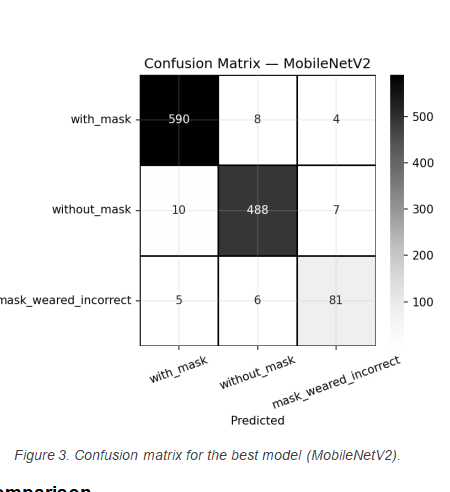 Confusion Matrix — MobileNetV2
with_mask 590 8 4
500
400
without_mask 10 488 7
300
200
mask_weared_incorrect 5 6 81
100
with_mask without_mask mask_weared_incorrect
Predicted
Figure 3. Confusion matrix for the best model (MobileNetV2).